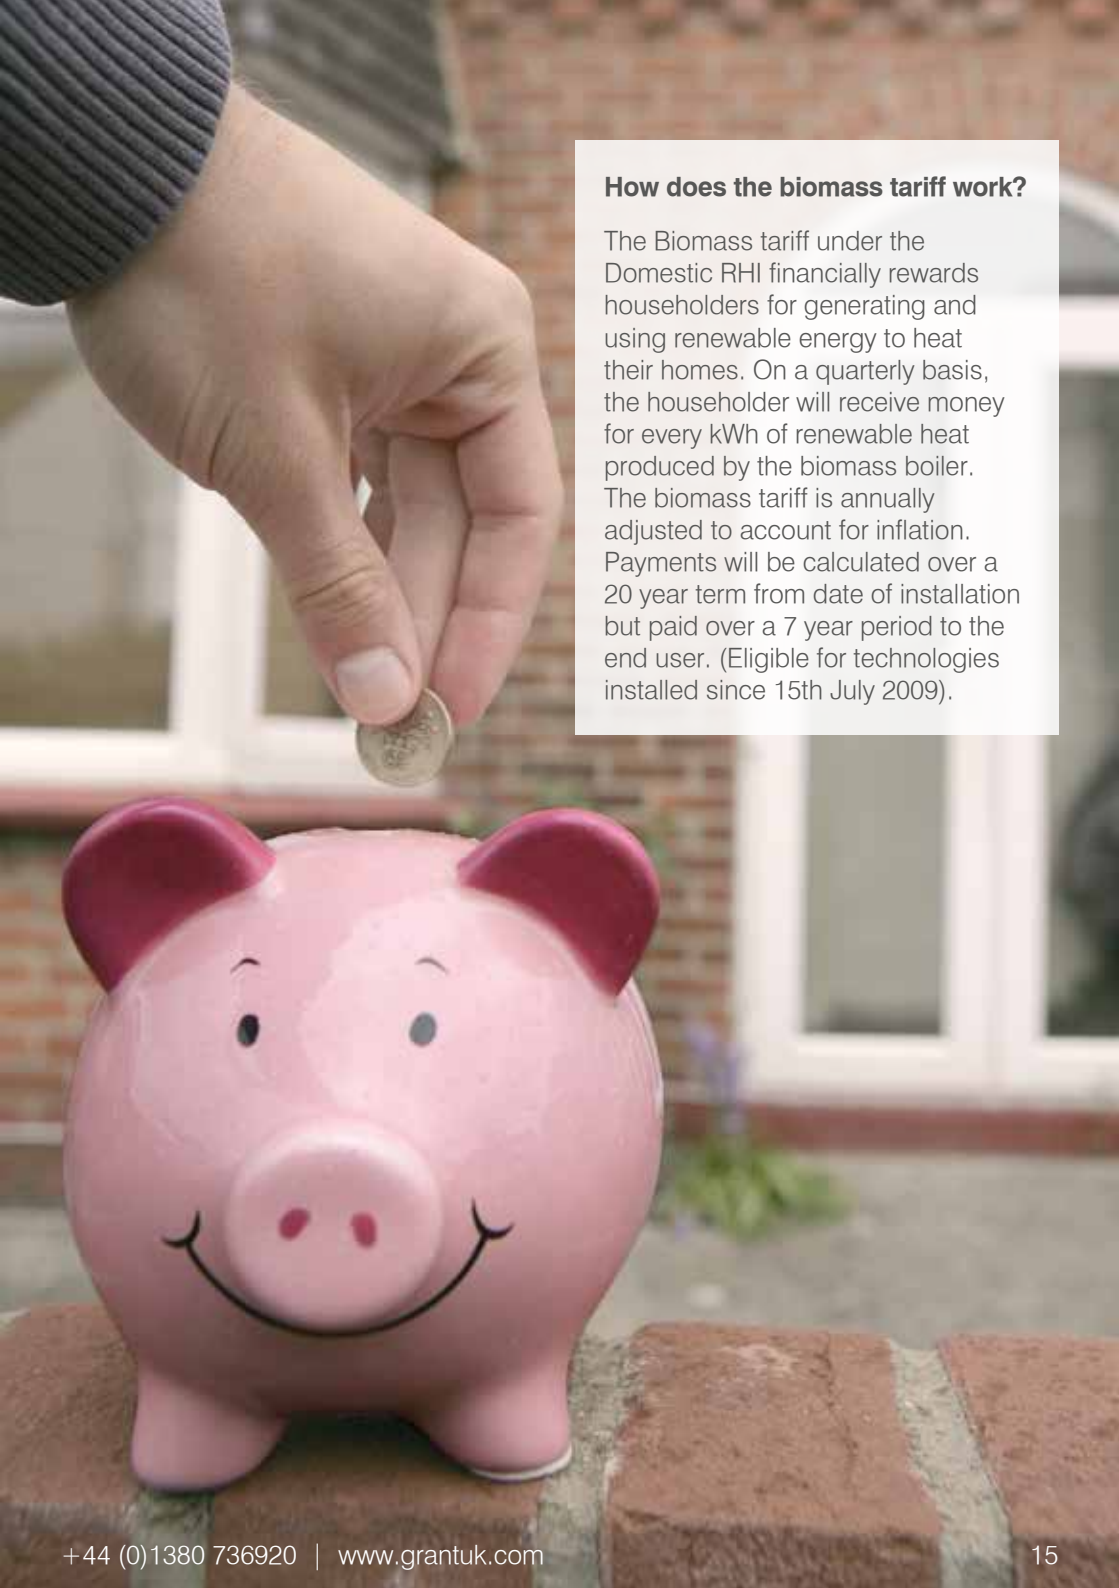 How does the biomass tariff work?
The Biomass tariff under the
Domestic RHI financially rewards
householders for generating and
using renewable energy to heat
their homes. On a quarterly basis,
the householder will receive money
for every kWh of renewable heat
produced by the biomass boiler.
The biomass tariff is annually
adjusted to account for inflation.
Payments will be calculated over a
20 year term from date of installation
but paid over a 7 year period to the
end user. (Eligible for technologies
installed since 15th July 2009).
+44 (0)1380 736920 | www.grantuk.com 15